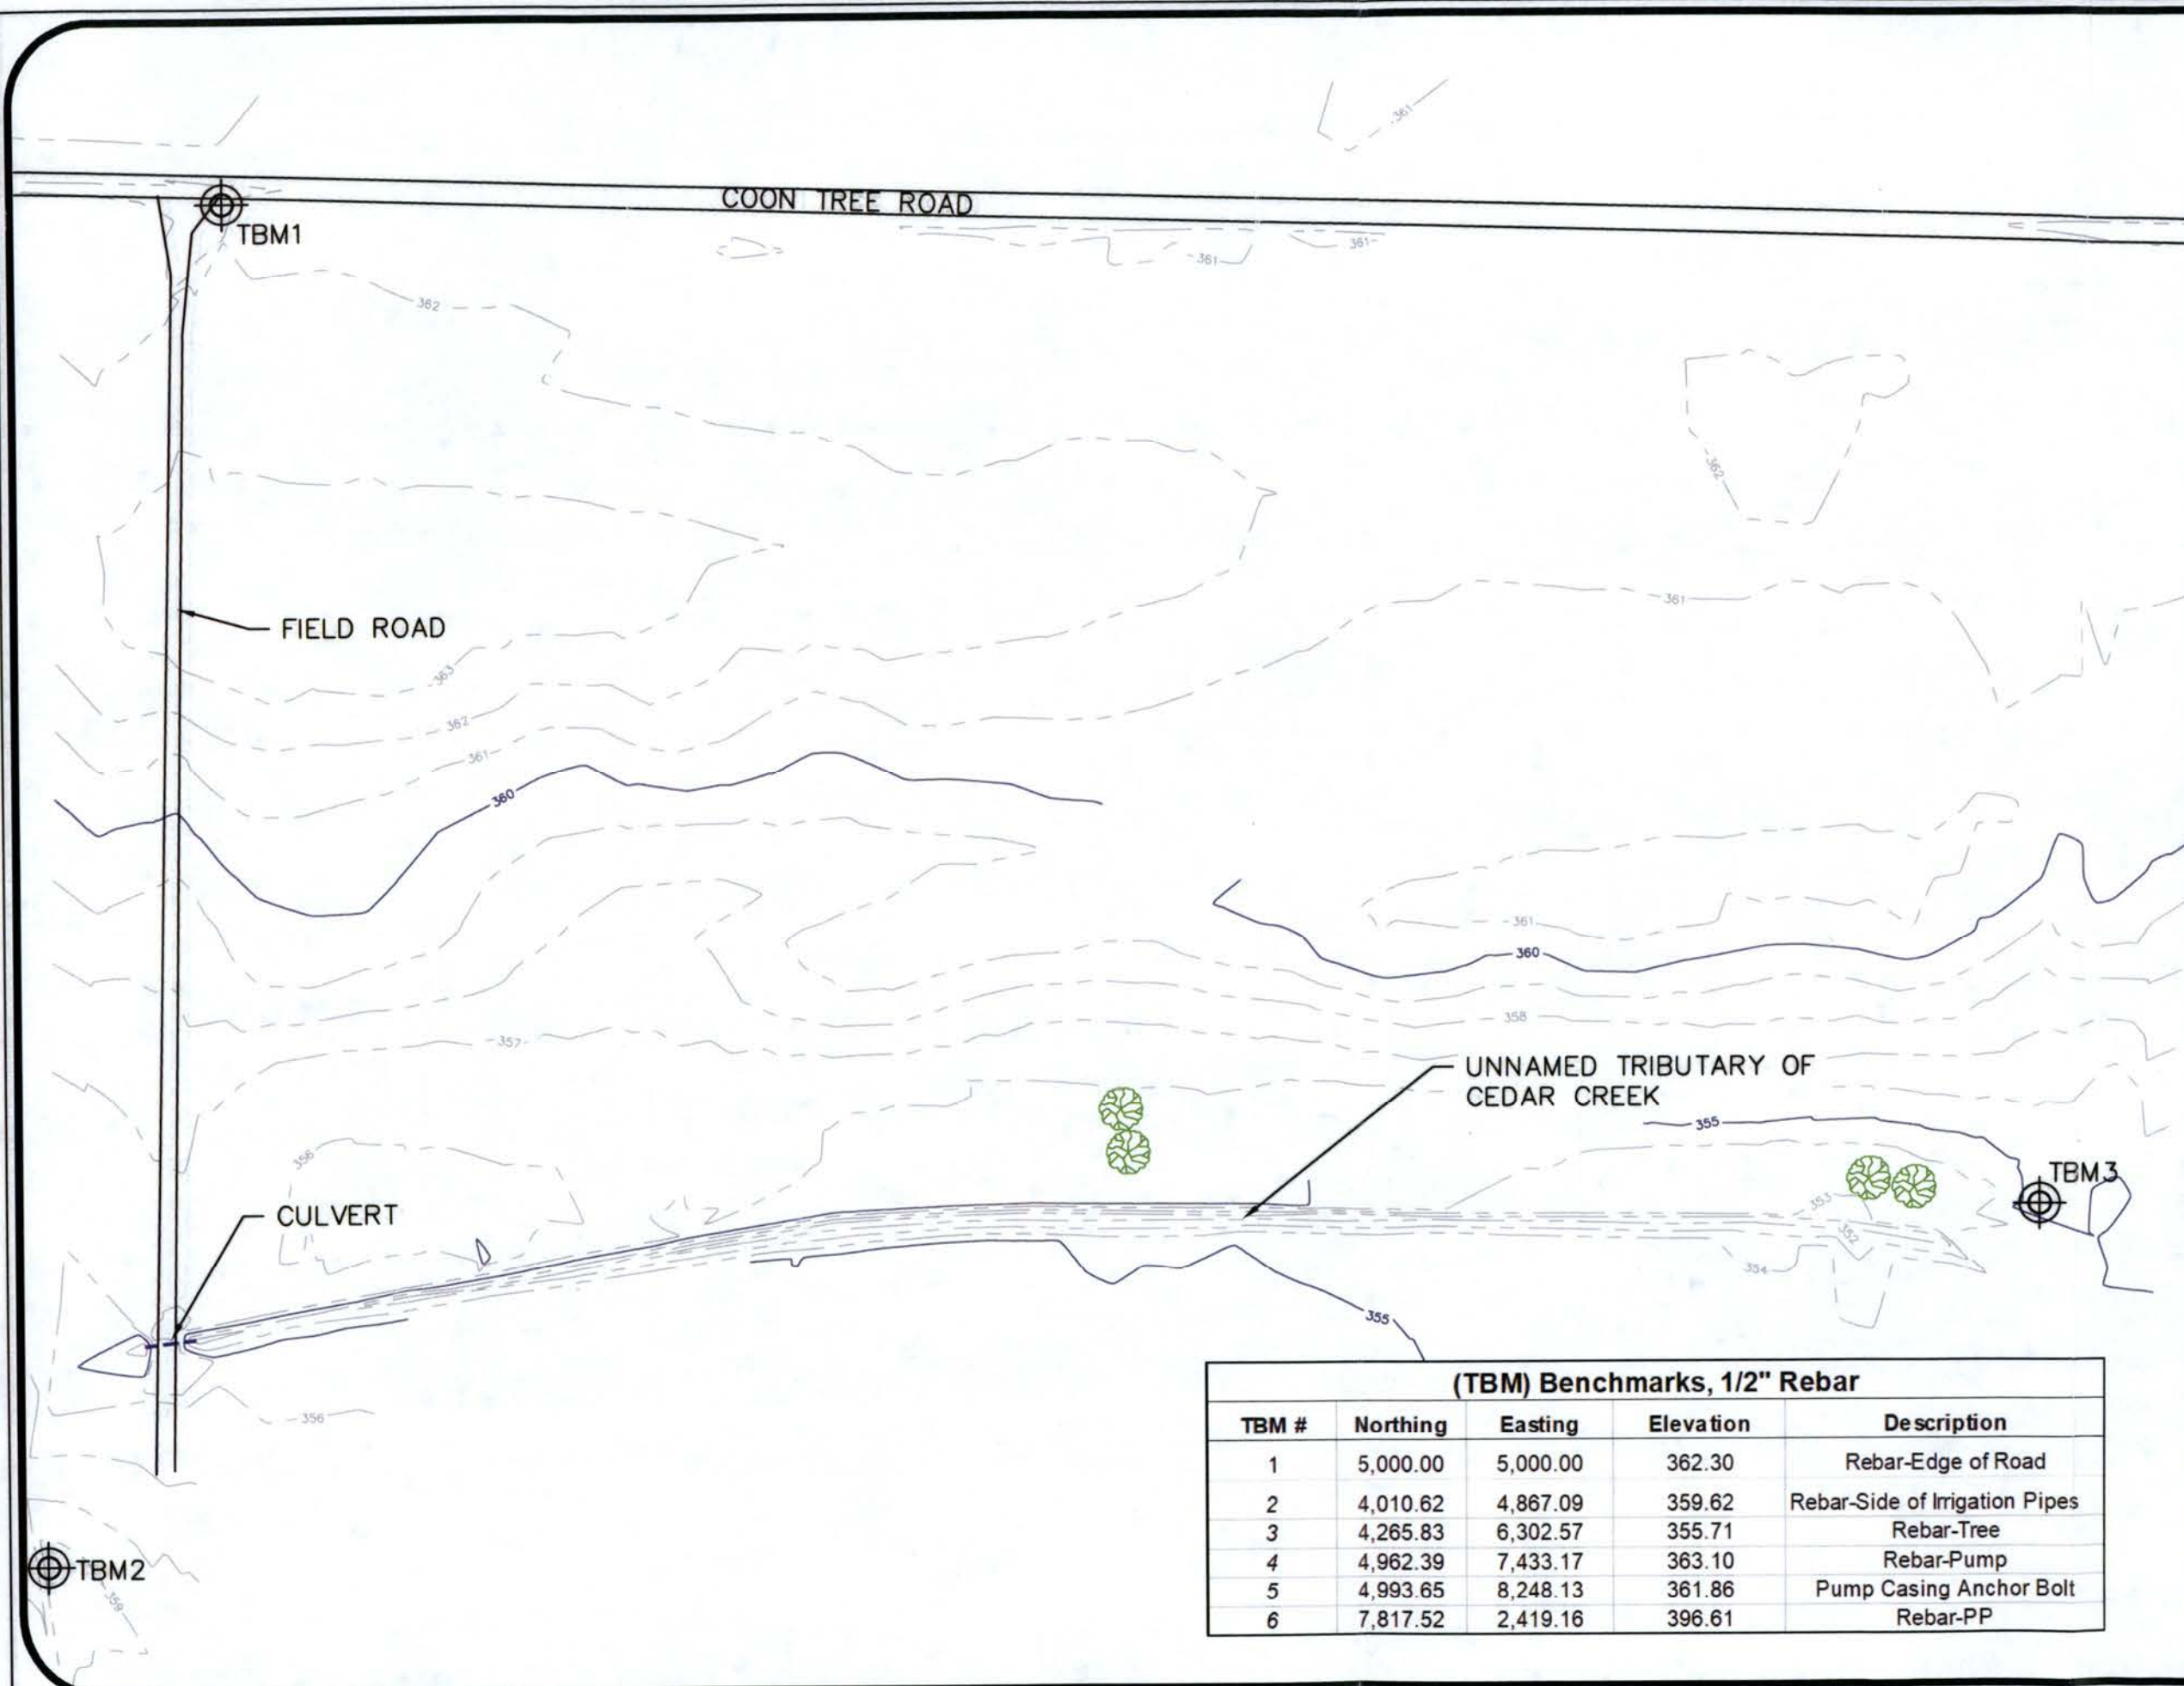 361
COON TREE ROAD
TBM1
361
361
362
362
361
FIELD ROAD
363
362
361
360
361
360
358
357
UNNAMED TRIBUTARY OF
CEDAR CREEK
355
356
TBM3
353
CULVERT
352
354
355
356
(TBM) Benchmarks, 1/2" Rebar
TBM # Northing Easting Elevation Description
1 5,000.00 5,000.00 362.30 Rebar-Edge of Road
2 4,010.62 4,867.09 359.62 Rebar-Side of Irrigation Pipes
3 4,265.83 6,302.57 355.71 Rebar-Tree
4 4,962.39 7,433.17 363.10 Rebar-Pump
5 4,993.65 8,248.13 361.86 Pump Casing Anchor Bolt
6 7,817.52 2,419.16 396.61 Rebar-PP
TBM2
359